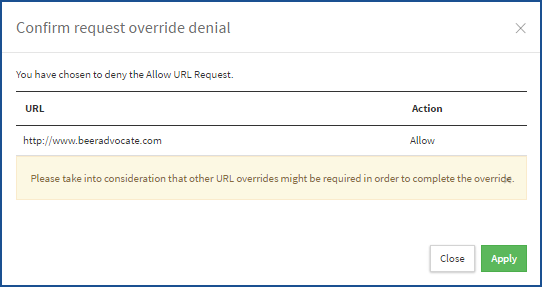 Confirm request override denial
You have chosen to deny the Allow URL Request.
URL Action
http://www.beeradvocate.com Allow
Please take into consideration that other URL overrides might be required in order to complete the override.
Close Apply